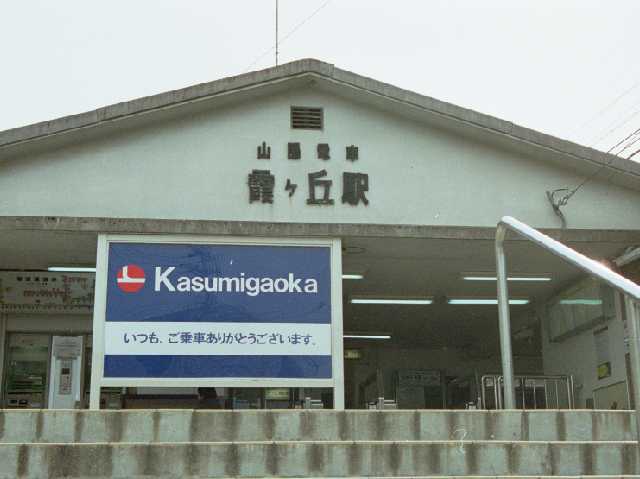 山陽電車
霞ヶ丘駅
Kasumigaoka
いつも、ご乗車ありがとうございます。